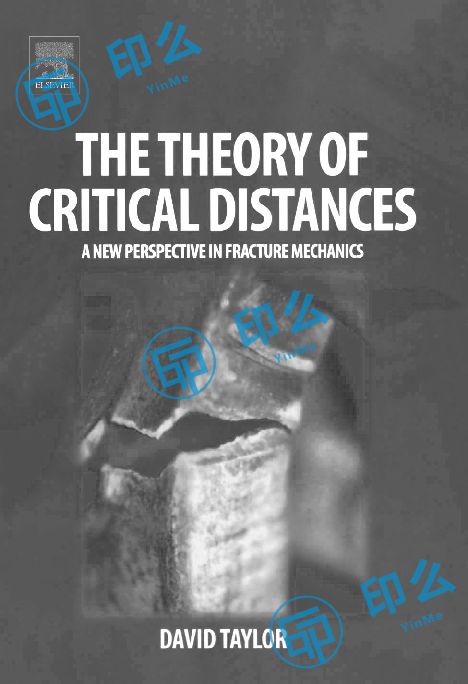 印么
YinMe
ELSEVIER
THE THEORY OF
CRITICAL DISTANCES
A NEW PERSPECTIVE IN FRACTURE MECHANICS
印么
YinMe
印么
YinMe
DAVID TAYLOR